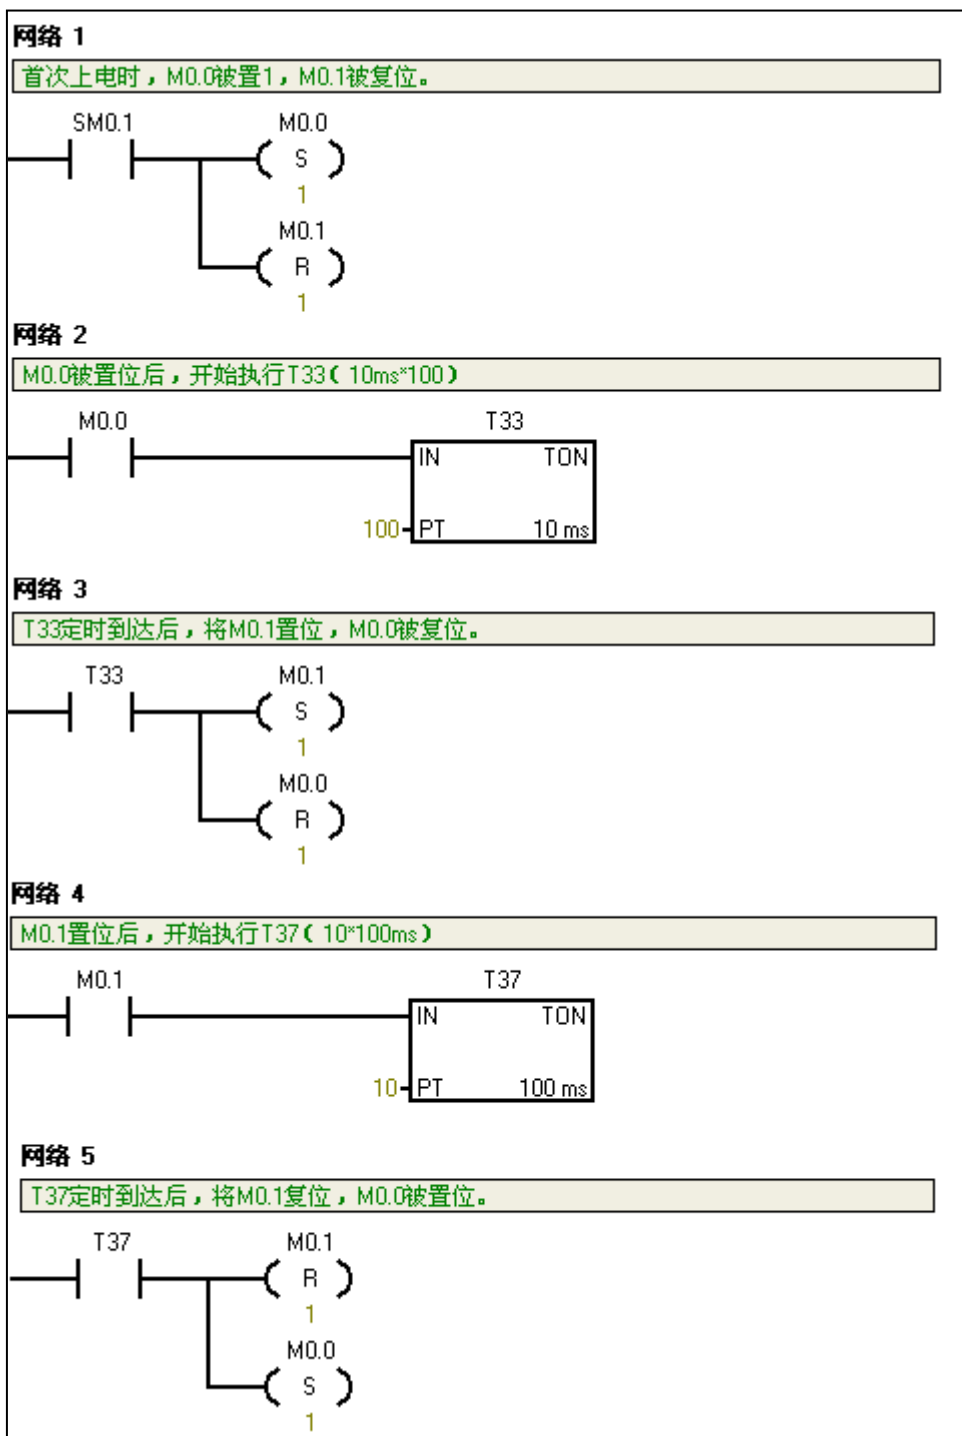 网络 1
首次上电时，M0.0被置1，M0.1被复位。
SM0.1 M0.0
S
1
M0.1
R
1
网络 2
M0.0被置位后，开始执行T33（10ms*100）
M0.0 T33
IN TON
100 PT 10 ms
网络 3
T33定时到达后，将M0.1置位，M0.0被复位。
T33 M0.1
S
1
M0.0
R
1
网络 4
M0.1置位后，开始执行T37（10*100ms）
M0.1 T37
IN TON
10 PT 100 ms
网络 5
T37定时到达后，将M0.1复位，M0.0被置位。
T37 M0.1
R
1
M0.0
S
1